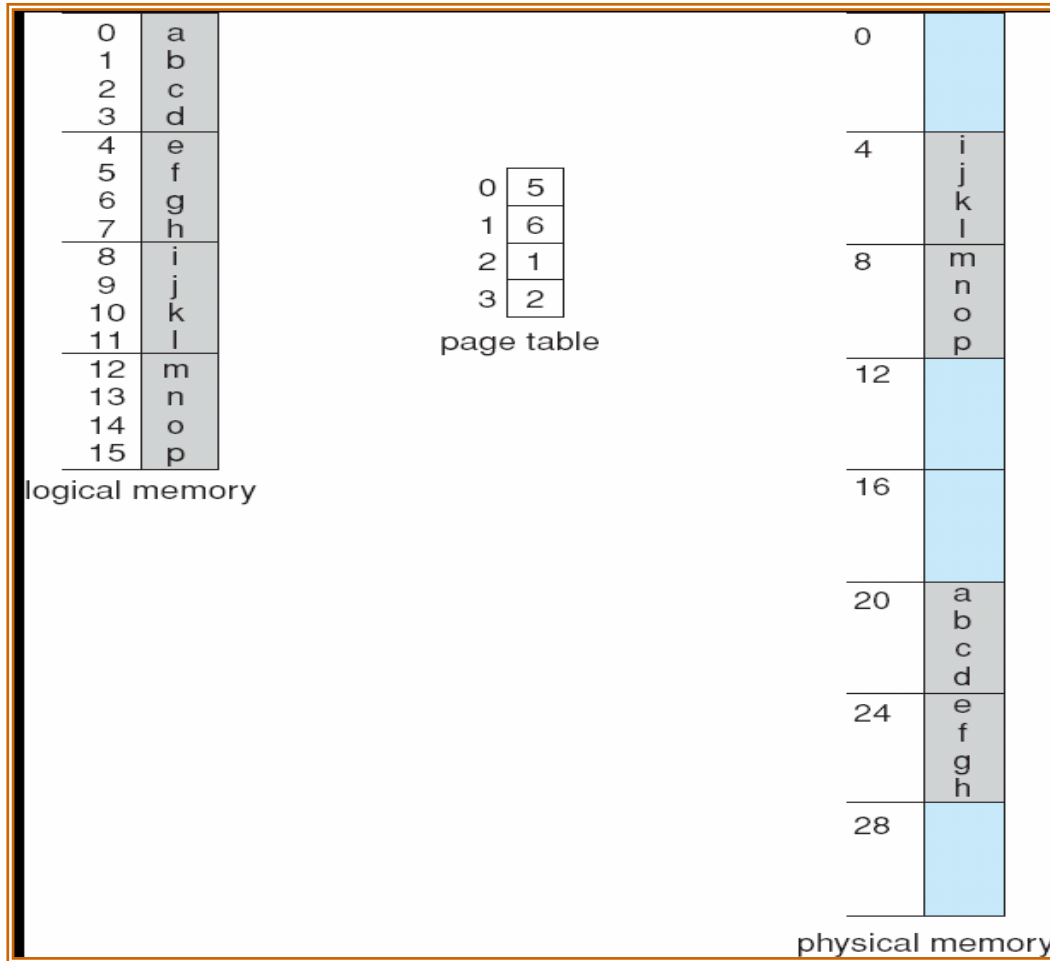 0 a
1 b
2 c
3 d
4 e
5 f
6 g
7 h
8 i
9 j
10 k
11 l
12 m
13 n
14 o
15 p
logical memory
0 5
1 6
2 1
3 2
page table
0
4 i
j
k
l
8 m
n
o
p
12
16
20 a
b
c
d
24 e
f
g
h
28
physical memory